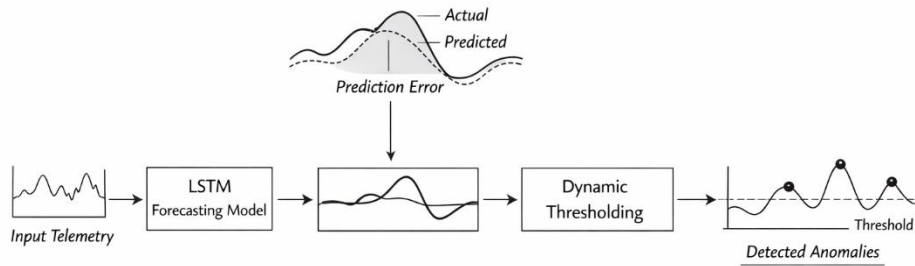 Actual
Predicted
Prediction Error
Input Telemetry
LSTM
Forecasting Model
Dynamic
Thresholding
Threshold
Detected Anomalies